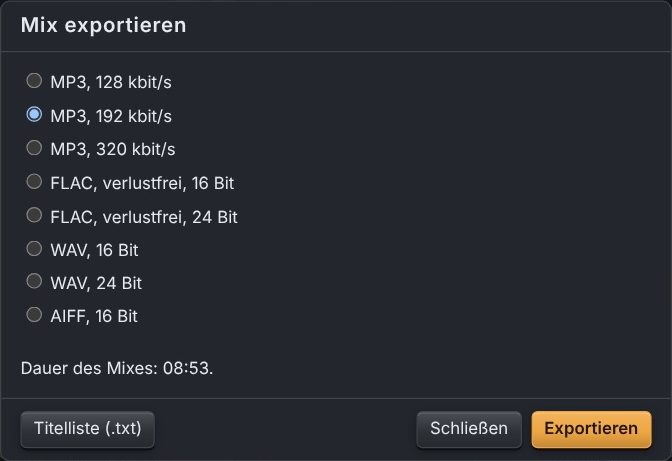 Mix exportieren
MP3, 128 kbit/s
MP3, 192 kbit/s
MP3, 320 kbit/s
FLAC, verlustfrei, 16 Bit
FLAC, verlustfrei, 24 Bit
WAV, 16 Bit
WAV, 24 Bit
AIFF, 16 Bit
Dauer des Mixes: 08:53.
Titelliste (.txt) Schließen Exportieren